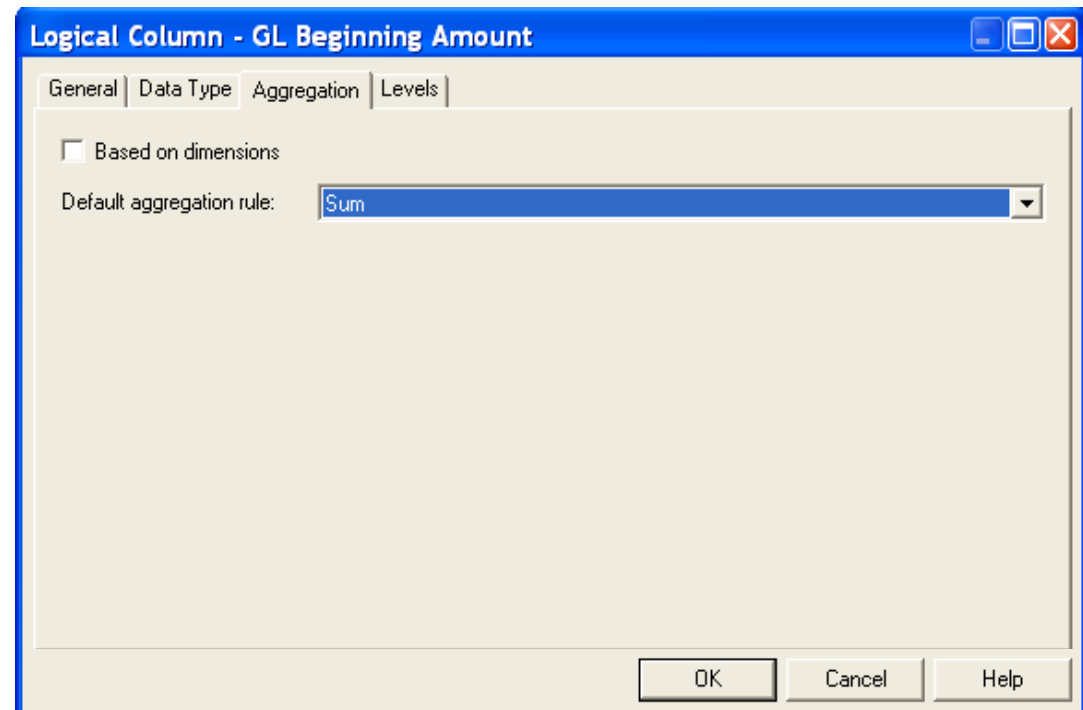 Logical Column - GL Beginning Amount
General Data Type Aggregation Levels
Based on dimensions
Default aggregation rule: Sum
OK Cancel Help